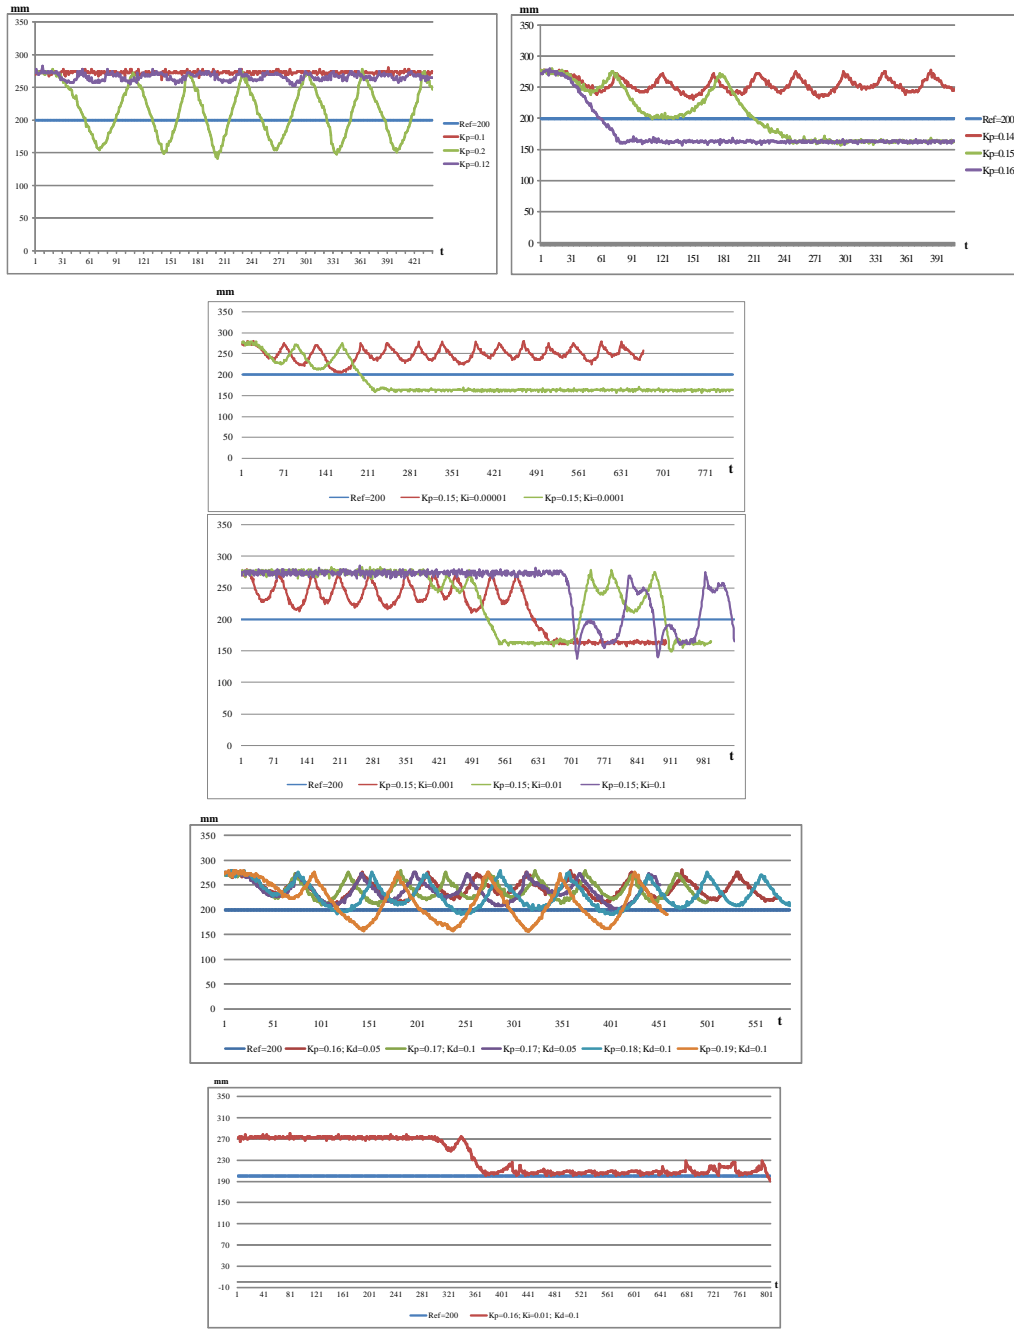 mm
350
300
250
200
150
100
50
0
1 31 61 91 121 151 181 211 241 271 301 331 361 391 421
t
Ref=200
Kp=0.1
Kp=0.2
Kp=0.12
mm
350
300
250
200
150
100
50
0
1 31 61 91 121 151 181 211 241 271 301 331 361 391
t
Ref=200
Kp=0.14
Kp=0.15
Kp=0.16
mm
350
300
250
200
150
100
50
0
1 71 141 211 281 351 421 491 561 631 701 771
t
Ref=200 Kp=0.15; Ki=0.00001 Kp=0.15; Ki=0.0001
350
300
250
200
150
100
50
0
1 71 141 211 281 351 421 491 561 631 701 771 841 911 981
t
Ref=200 Kp=0.15; Ki=0.001 Kp=0.15; Ki=0.01 Kp=0.15; Ki=0.1
mm
350
300
250
200
150
100
50
0
1 51 101 151 201 251 301 351 401 451 501 551
t
Ref=200 Kp=0.16; Kd=0.05 Kp=0.17; Kd=0.1 Kp=0.17; Kd=0.05 Kp=0.18; Kd=0.1 Kp=0.19; Kd=0.1
mm
350
310
270
230
190
150
110
70
30
-10
1 41 81 121 161 201 241 281 321 361 401 441 481 521 561 601 641 681 721 761 801
t
Ref=200 Kp=0.16; Ki=0.01; Kd=0.1